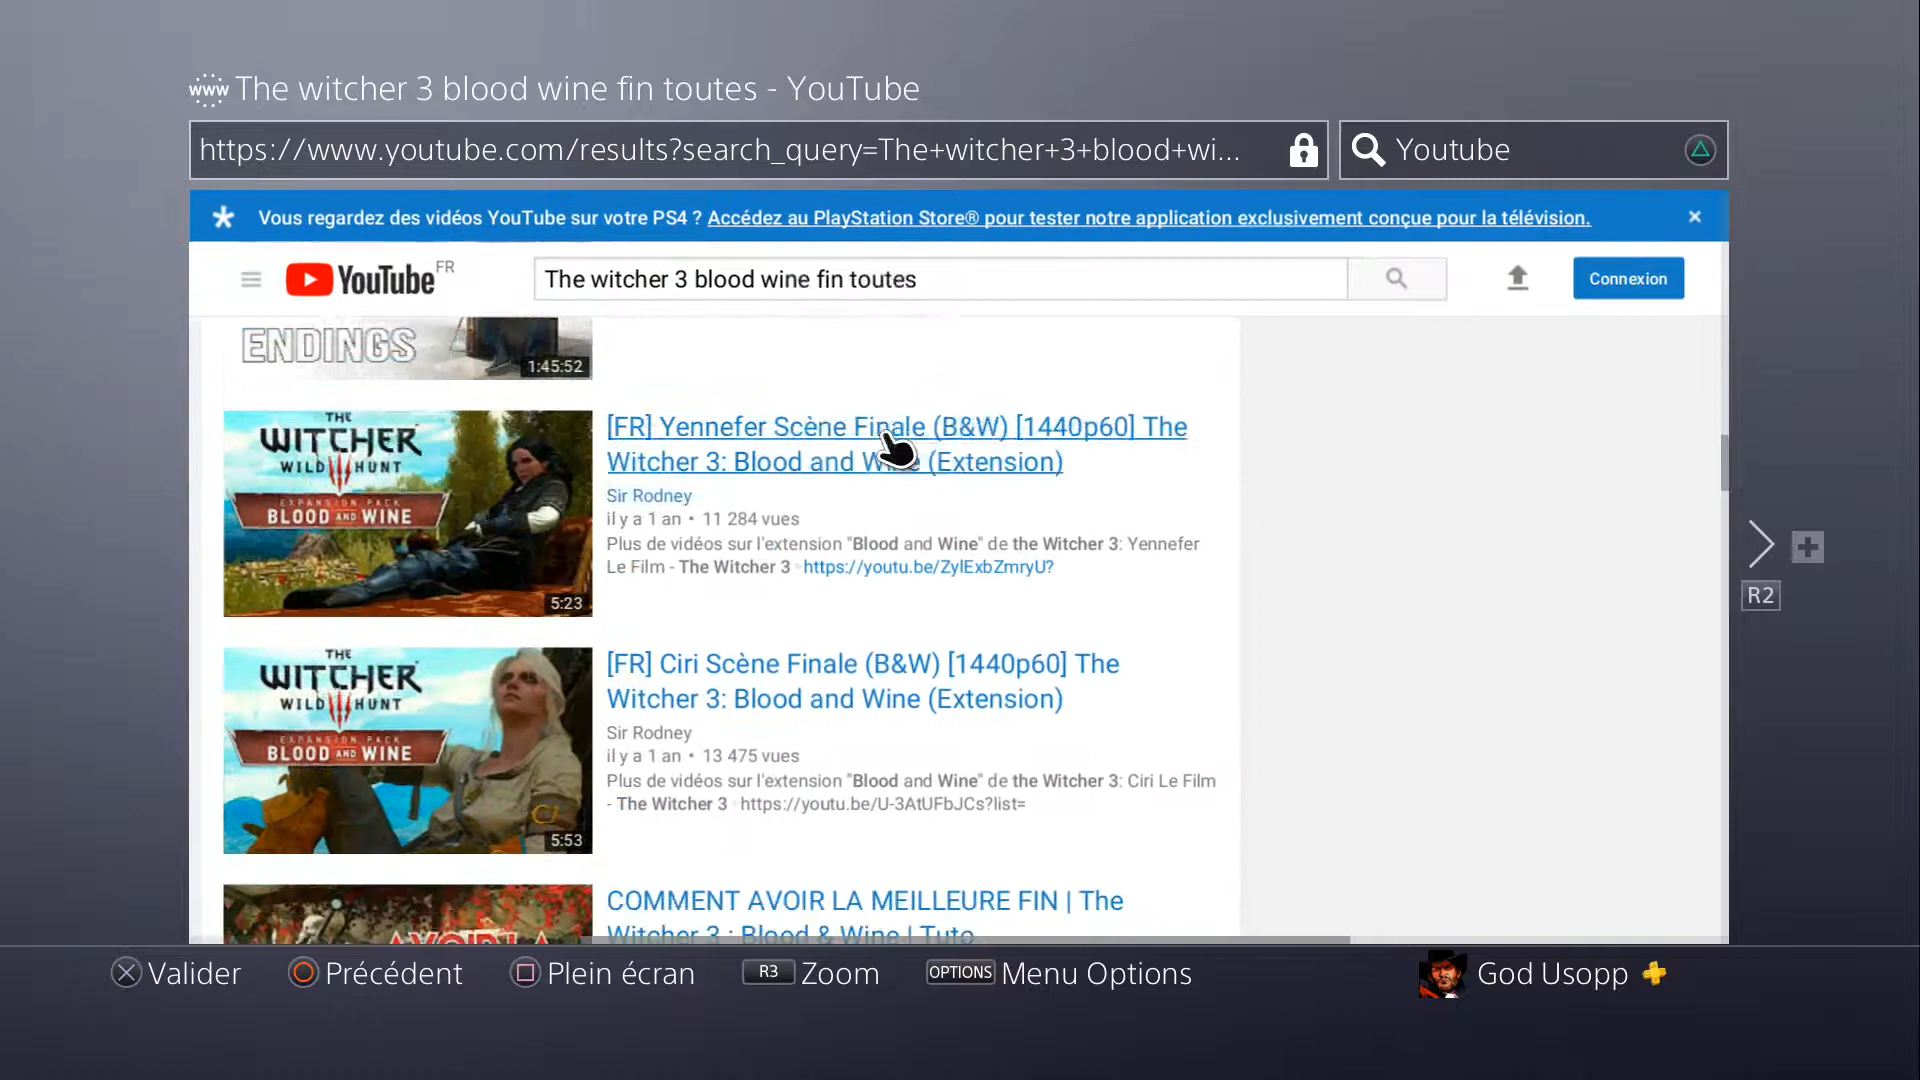 www The witcher 3 blood wine fin toutes - YouTube
https://www.youtube.com/results?search_query=The+witcher+3+blood+wi...
Youtube
Vous regardez des vidéos YouTube sur votre PS4 ? Accédez au PlayStation Store® pour tester notre application exclusivement conçue pour la télévision.
YouTube FR
The witcher 3 blood wine fin toutes
Connexion
ENDINGS
1:45:52
THE
WITCHER
WILD HUNT
EXPANSION PACK
BLOOD AND WINE
5:23
[FR] Yennefer Scène Finale (B&W) [1440p60] The
Witcher 3: Blood and Wine (Extension)
Sir Rodney
il y a 1 an • 11 284 vues
Plus de vidéos sur l'extension "Blood and Wine" de the Witcher 3: Yennefer
Le Film - The Witcher 3 https://youtu.be/ZylExbZmryU?
R2
THE
WITCHER
WILD HUNT
EXPANSION PACK
BLOOD AND WINE
5:53
[FR] Ciri Scène Finale (B&W) [1440p60] The
Witcher 3: Blood and Wine (Extension)
Sir Rodney
il y a 1 an • 13 475 vues
Plus de vidéos sur l'extension "Blood and Wine" de the Witcher 3: Ciri Le Film
- The Witcher 3 https://youtu.be/U-3AtUFbJCs?list=
COMMENT AVOIR LA MEILLEURE FIN | The
Witcher 3 : Blood & Wine | Tuto
Valider
Précédent
Plein écran
R3 Zoom
OPTIONS Menu Options
God Usopp